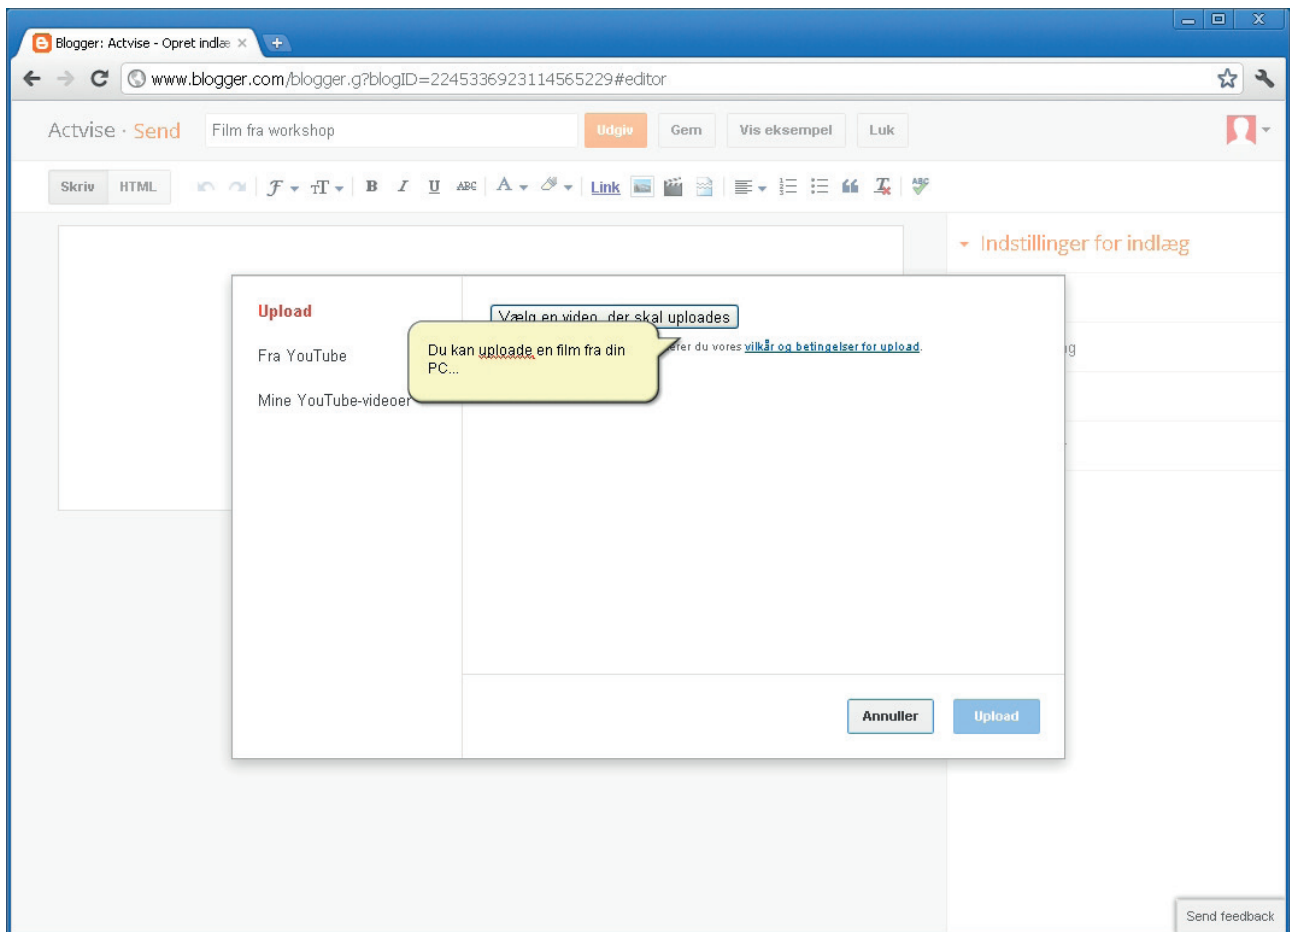 Blogger: Actvise - Opret indlæ
www.blogger.com/blogger.g?blogID=2245336923114565229#editor
Actvise · Send Film fra workshop Udgiv Gem Vis eksempel Luk
Skriv HTML F T B I U ABC A Link ABC
Indstillinger for indlæg
Upload
Vælg en video, der skal uploades
Fra YouTube
Du kan uploade en film fra din
PC...
du vores vilkår og betingelser for upload.
Mine YouTube-videoer
Annuller Upload
Send feedback